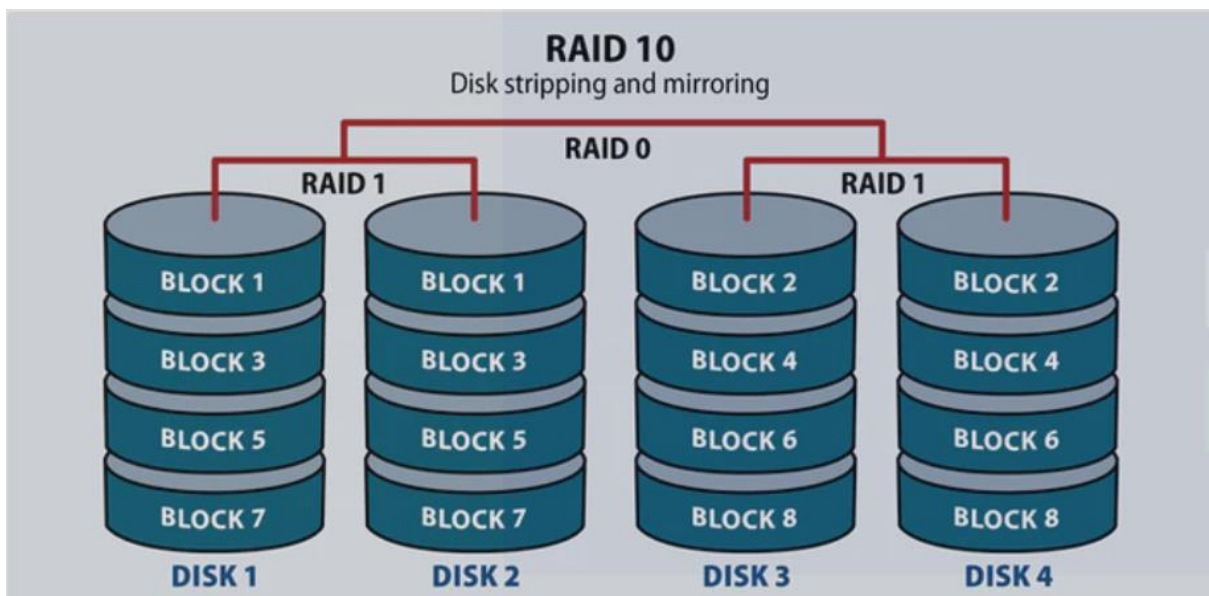 RAID 10
Disk stripping and mirroring
RAID 0
RAID 1
RAID 1
BLOCK 1
BLOCK 1
BLOCK 2
BLOCK 2
BLOCK 3
BLOCK 3
BLOCK 4
BLOCK 4
BLOCK 5
BLOCK 5
BLOCK 6
BLOCK 6
BLOCK 7
BLOCK 7
BLOCK 8
BLOCK 8
DISK 1
DISK 2
DISK 3
DISK 4